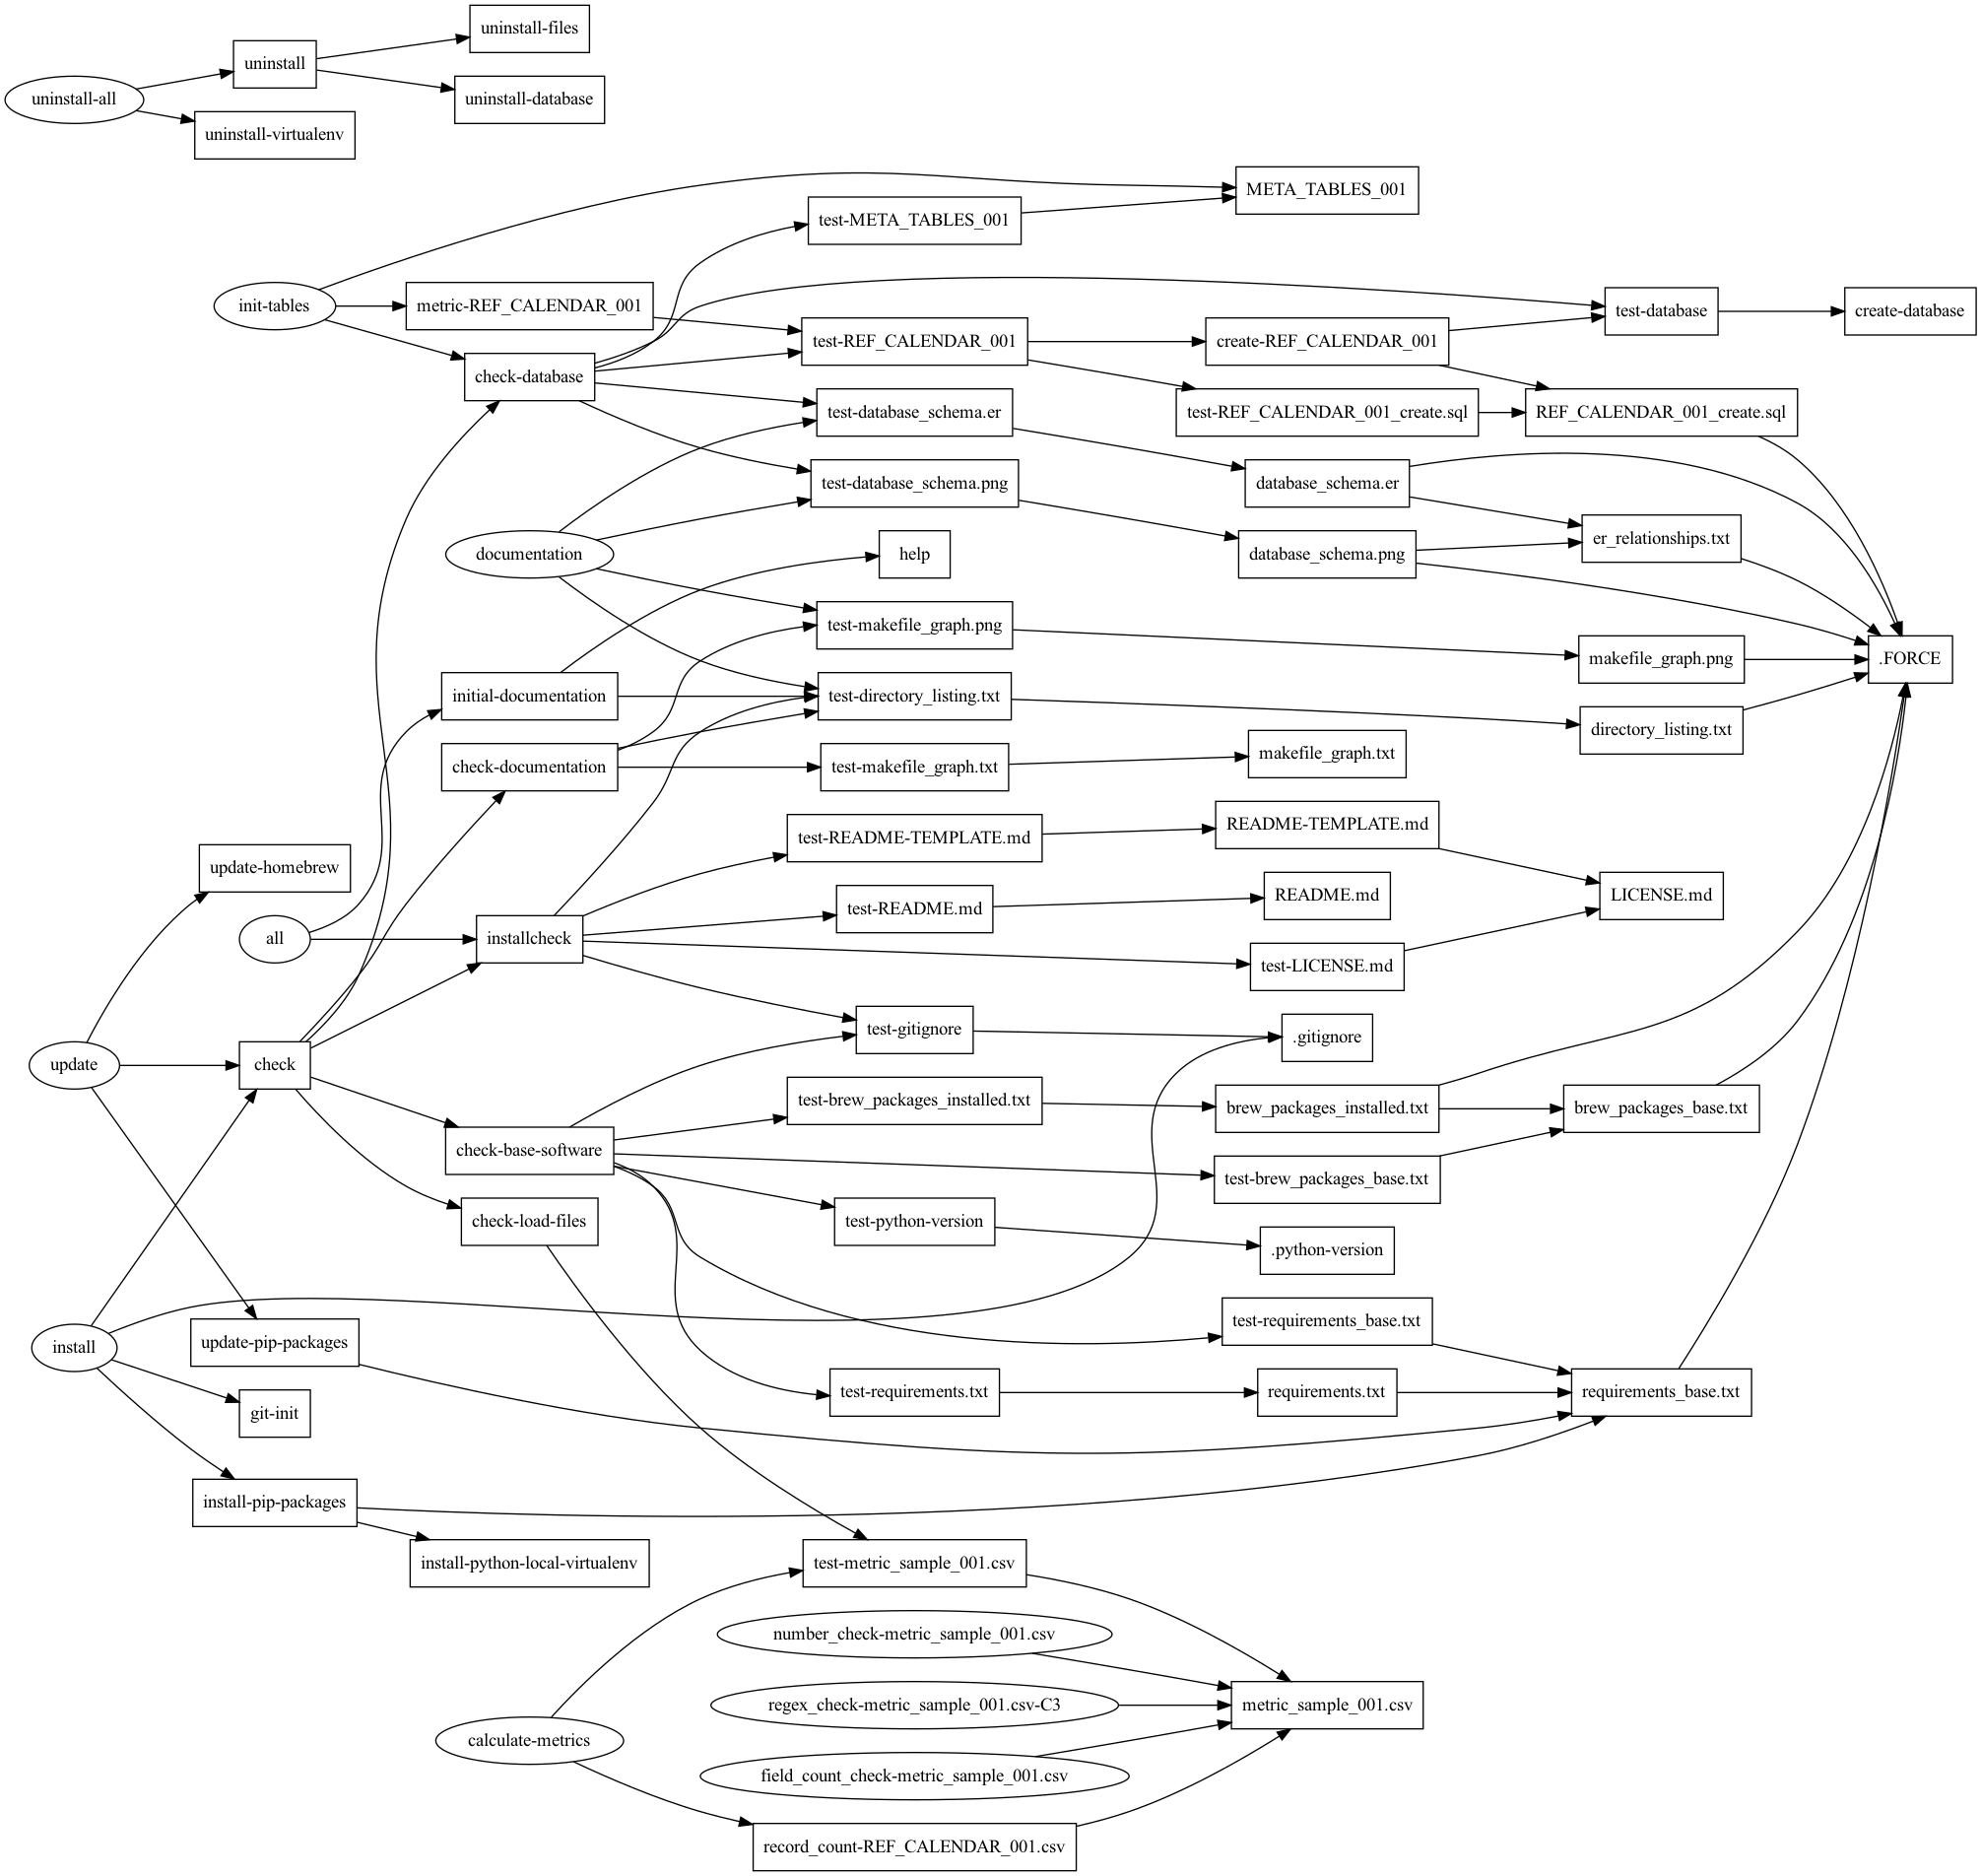 uninstall-files
uninstall
uninstall-all
uninstall-database
uninstall-virtualenv
META_TABLES_001
test-META_TABLES_001
init-tables
metric-REF_CALENDAR_001
test-database
create-database
test-REF_CALENDAR_001
create-REF_CALENDAR_001
check-database
test-database_schema.er
test-REF_CALENDAR_001_create.sql
REF_CALENDAR_001_create.sql
test-database_schema.png
database_schema.er
documentation
help
database_schema.png
er_relationships.txt
test-makefile_graph.png
makefile_graph.png
.FORCE
initial-documentation
test-directory_listing.txt
directory_listing.txt
check-documentation
test-makefile_graph.txt
makefile_graph.txt
test-README-TEMPLATE.md
README-TEMPLATE.md
update-homebrew
test-README.md
README.md
LICENSE.md
all
installcheck
test-LICENSE.md
test-gitignore
.gitignore
update
check
test-brew_packages_installed.txt
brew_packages_installed.txt
brew_packages_base.txt
check-base-software
test-brew_packages_base.txt
check-load-files
test-python-version
.python-version
test-requirements_base.txt
install
update-pip-packages
test-requirements.txt
requirements.txt
requirements_base.txt
git-init
install-pip-packages
install-python-local-virtualenv
test-metric_sample_001.csv
number_check-metric_sample_001.csv
regex_check-metric_sample_001.csv-C3
metric_sample_001.csv
calculate-metrics
field_count_check-metric_sample_001.csv
record_count-REF_CALENDAR_001.csv